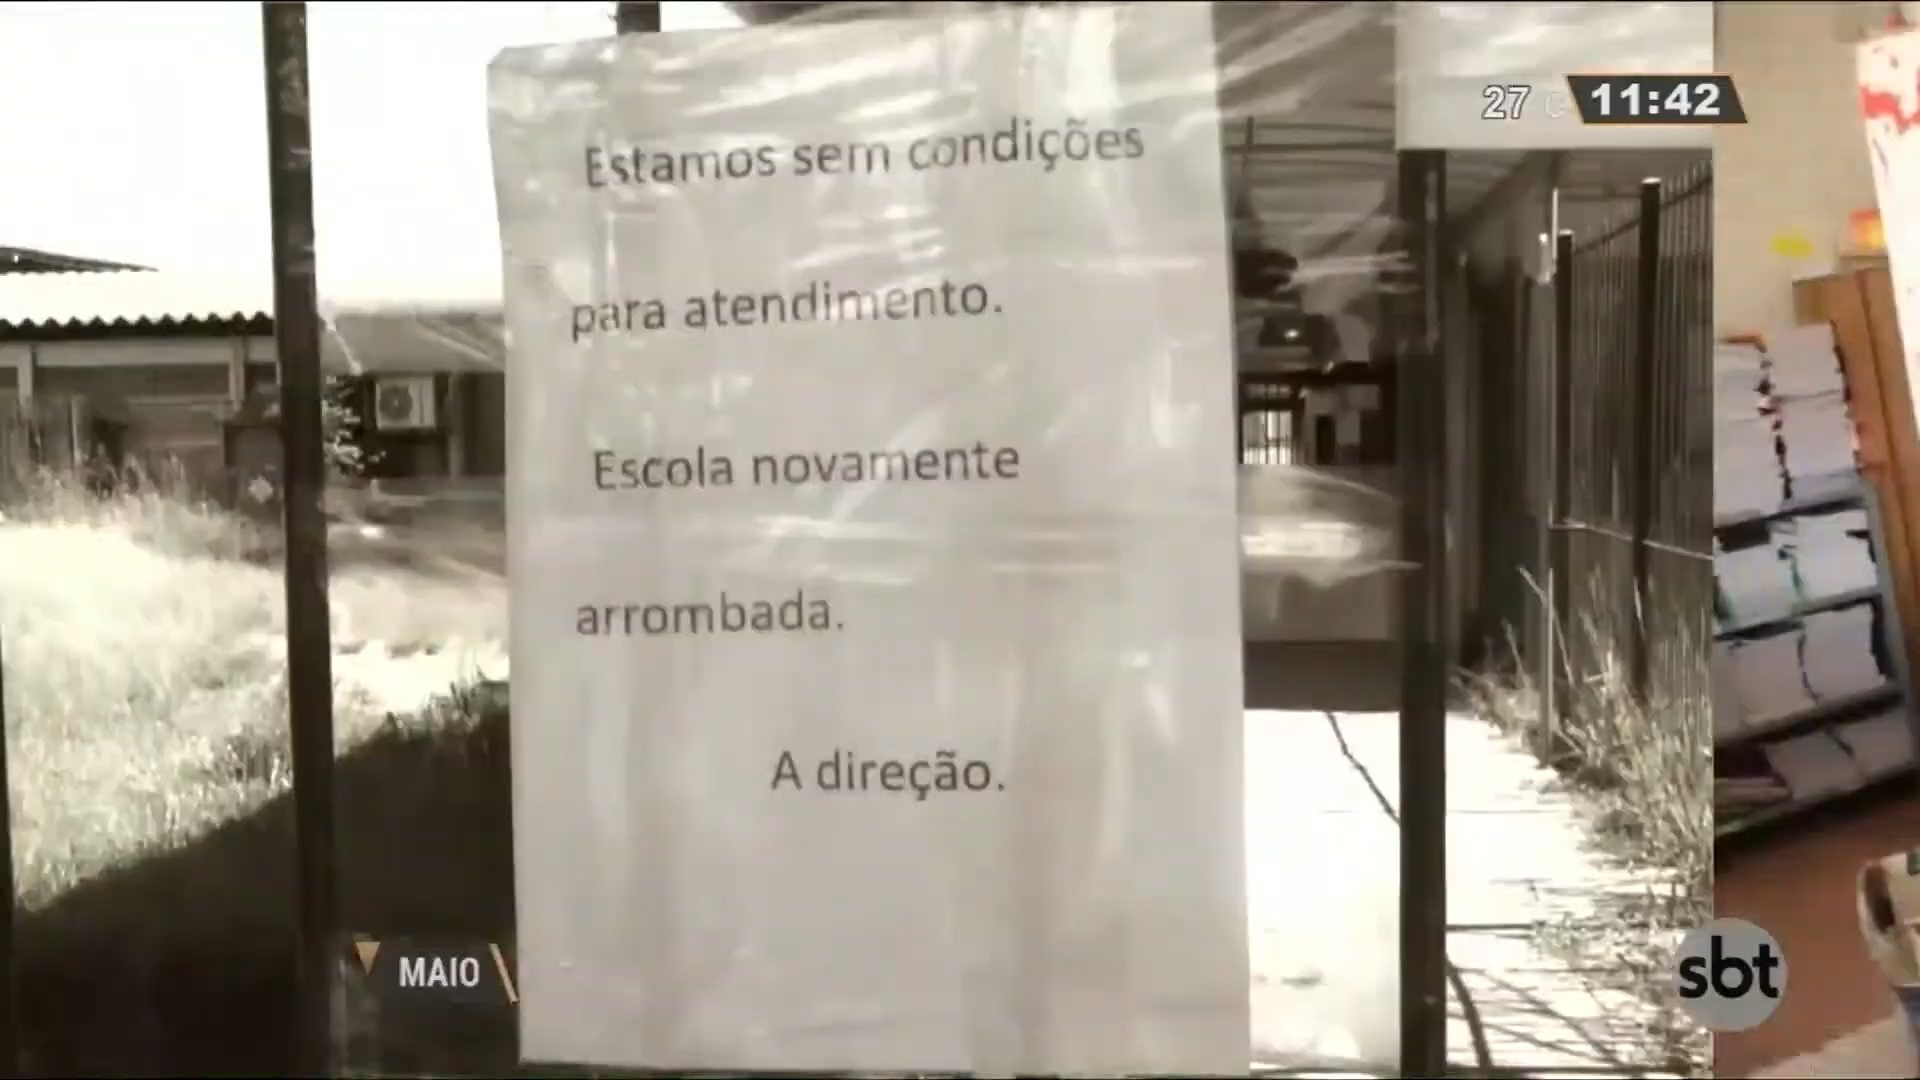 27 c 11:42
Estamos sem condições
para atendimento.
Escola novamente
arrombada.
A direção.
MAIO
sbt